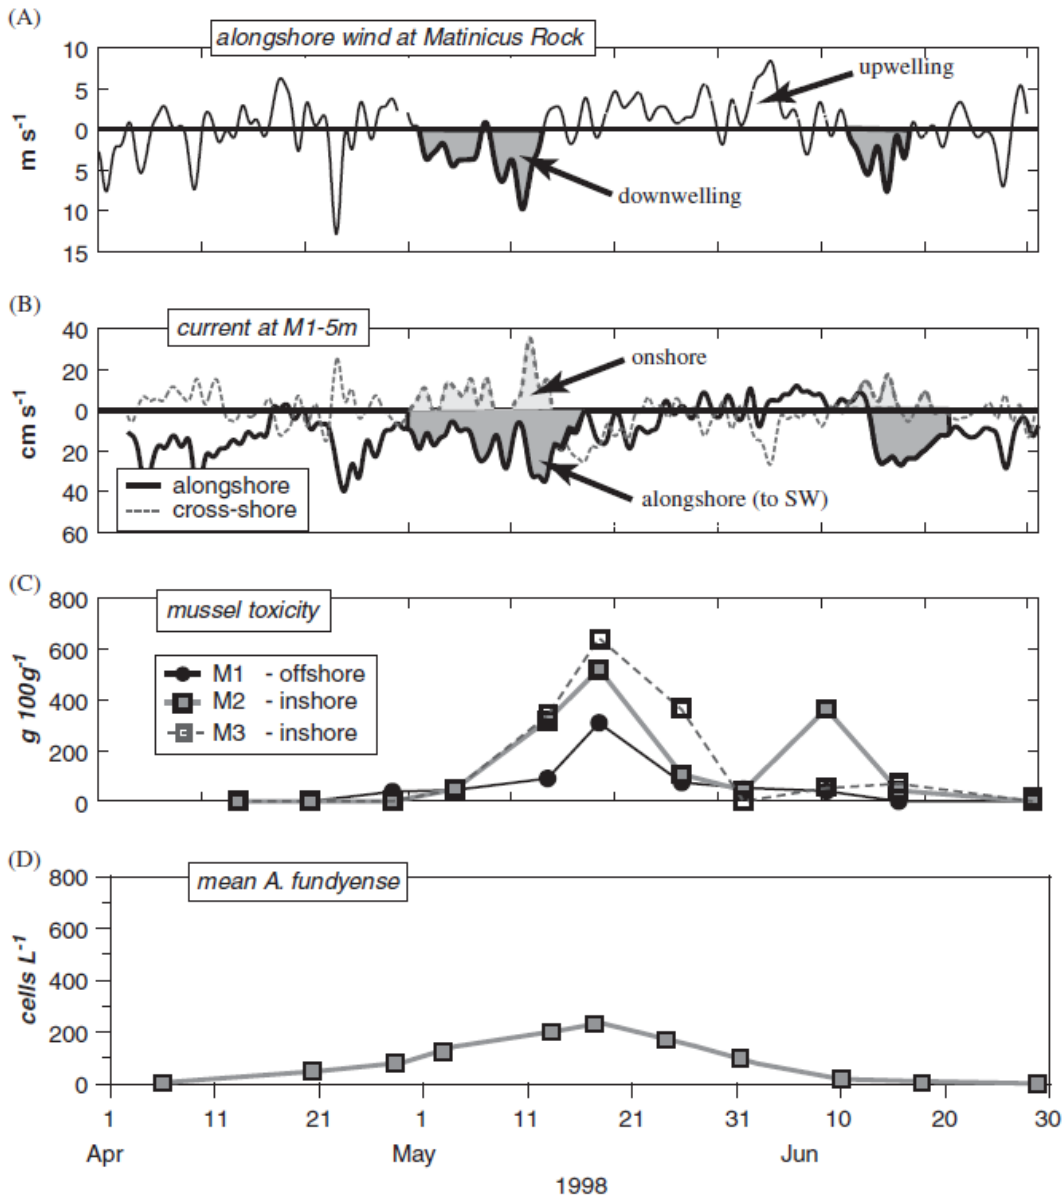 (A)
alongshore wind at Matinicus Rock
10
5
0
5
10
15
m s-1
upwelling
downwelling
(B)
current at M1-5m
40
20
0
20
40
60
cm s-1
onshore
alongshore (to SW)
alongshore
cross-shore
(C)
mussel toxicity
800
600
400
200
0
g 100g-1
M1 - offshore
M2 - inshore
M3 - inshore
(D)
mean A. fundyense
800
600
400
200
0
cells L-1
1 11 21 1 11 21 31 10 20 30
Apr May Jun
1998